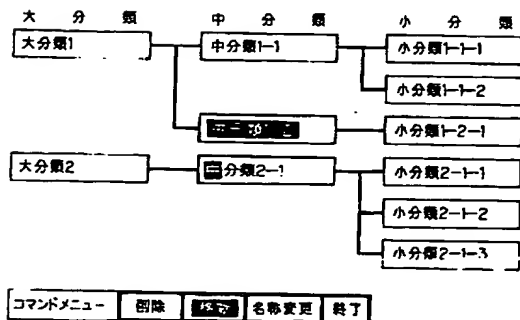 大分類 中分類 小分類
大分類1 中分類1-1 小分類1-1-1
小分類1-1-2
小分類1-2-1
大分類2 中分類2-1 小分類2-1-1
小分類2-1-2
小分類2-1-3
コマンドメニュー 削除 移動 名称変更 終了